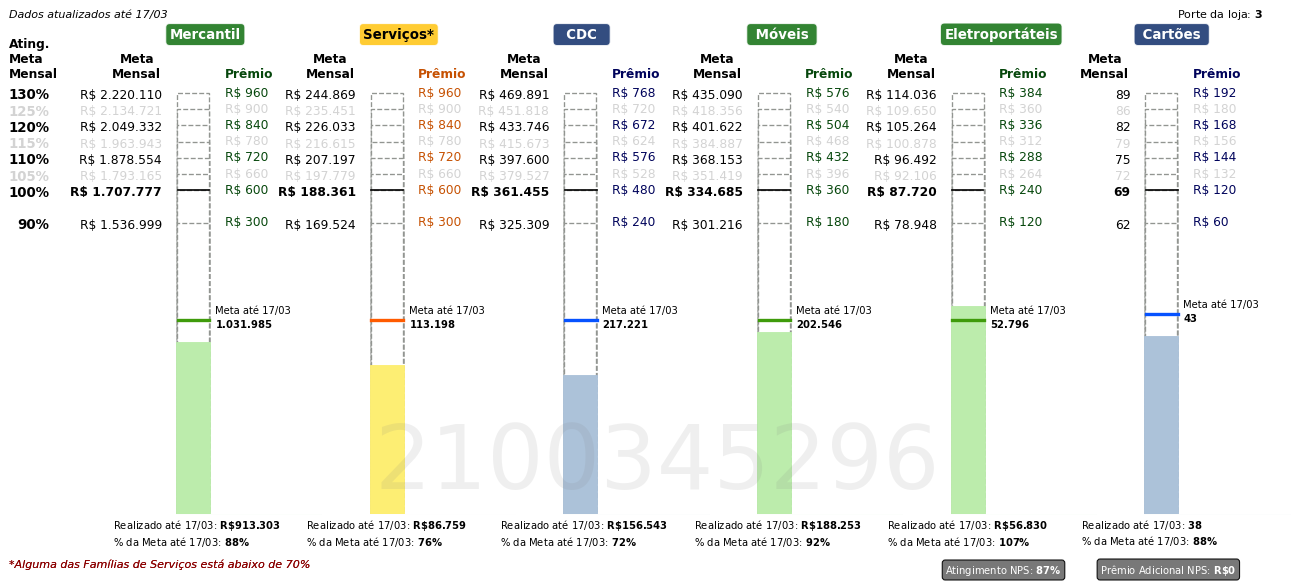 Dados atualizados até 17/03 Porte da loja: 3
Mercantil Serviços* CDC Móveis Eletroportáteis Cartões
Ating. Meta Mensal Meta Mensal Prêmio Meta Mensal Prêmio Meta Mensal Prêmio Meta Mensal Prêmio Meta Mensal Prêmio Meta Mensal Prêmio
130% R$ 2.220.110 R$ 960 R$ 244.869 R$ 960 R$ 469.891 R$ 768 R$ 435.090 R$ 576 R$ 114.036 R$ 384 89 R$ 192
125% R$ 2.134.721 R$ 900 R$ 235.451 R$ 900 R$ 451.818 R$ 720 R$ 418.356 R$ 540 R$ 109.650 R$ 360 86 R$ 180
120% R$ 2.049.332 R$ 840 R$ 226.033 R$ 840 R$ 433.746 R$ 672 R$ 401.622 R$ 504 R$ 105.264 R$ 336 82 R$ 168
115% R$ 1.963.943 R$ 780 R$ 216.615 R$ 780 R$ 415.673 R$ 624 R$ 384.887 R$ 468 R$ 100.878 R$ 312 79 R$ 156
110% R$ 1.878.554 R$ 720 R$ 207.197 R$ 720 R$ 397.600 R$ 576 R$ 368.153 R$ 432 R$ 96.492 R$ 288 75 R$ 144
105% R$ 1.793.165 R$ 660 R$ 197.779 R$ 660 R$ 379.527 R$ 528 R$ 351.419 R$ 396 R$ 92.106 R$ 264 72 R$ 132
100% R$ 1.707.777 R$ 600 R$ 188.361 R$ 600 R$ 361.455 R$ 480 R$ 334.685 R$ 360 R$ 87.720 R$ 240 69 R$ 120
90% R$ 1.536.999 R$ 300 R$ 169.524 R$ 300 R$ 325.309 R$ 240 R$ 301.216 R$ 180 R$ 78.948 R$ 120 62 R$ 60
Meta até 17/03 Meta até 17/03 Meta até 17/03 Meta até 17/03 Meta até 17/03 Meta até 17/03
1.031.985 113.198 217.221 202.546 52.796 43
2100345296
Realizado até 17/03: R$913.303 Realizado até 17/03: R$86.759 Realizado até 17/03: R$156.543 Realizado até 17/03: R$188.253 Realizado até 17/03: R$56.830 Realizado até 17/03: 38
% da Meta até 17/03: 88% % da Meta até 17/03: 76% % da Meta até 17/03: 72% % da Meta até 17/03: 92% % da Meta até 17/03: 107% % da Meta até 17/03: 88%
*Alguma das Famílias de Serviços está abaixo de 70% Atingimento NPS: 87% Prêmio Adicional NPS: R$0